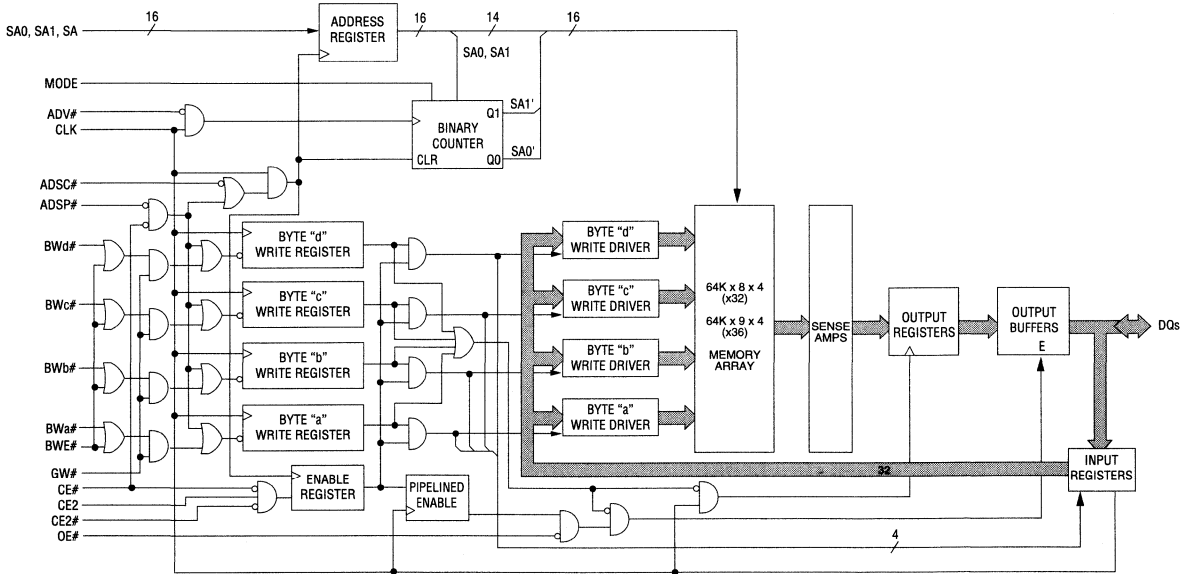 SA0, SA1, SA
16
ADDRESS
REGISTER
16
14
16
SA0, SA1
MODE
ADV#
CLK
BINARY
COUNTER
Q1
SA1'
CLR
Q0
SA0'
ADSC#
ADSP#
BWd#
BYTE "d"
WRITE REGISTER
BYTE "d"
WRITE DRIVER
BWc#
BYTE "c"
WRITE REGISTER
BYTE "c"
WRITE DRIVER
BWb#
BYTE "b"
WRITE REGISTER
BYTE "b"
WRITE DRIVER
BWa#
BWE#
BYTE "a"
WRITE REGISTER
BYTE "a"
WRITE DRIVER
64K x 8 x 4
(x32)
64K x 9 x 4
(x36)
MEMORY
ARRAY
SENSE
AMPS
OUTPUT
REGISTERS
OUTPUT
BUFFERS
E
DQs
GW#
CE#
CE2
CE2#
OE#
ENABLE
REGISTER
PIPELINED
ENABLE
32
INPUT
REGISTERS
4